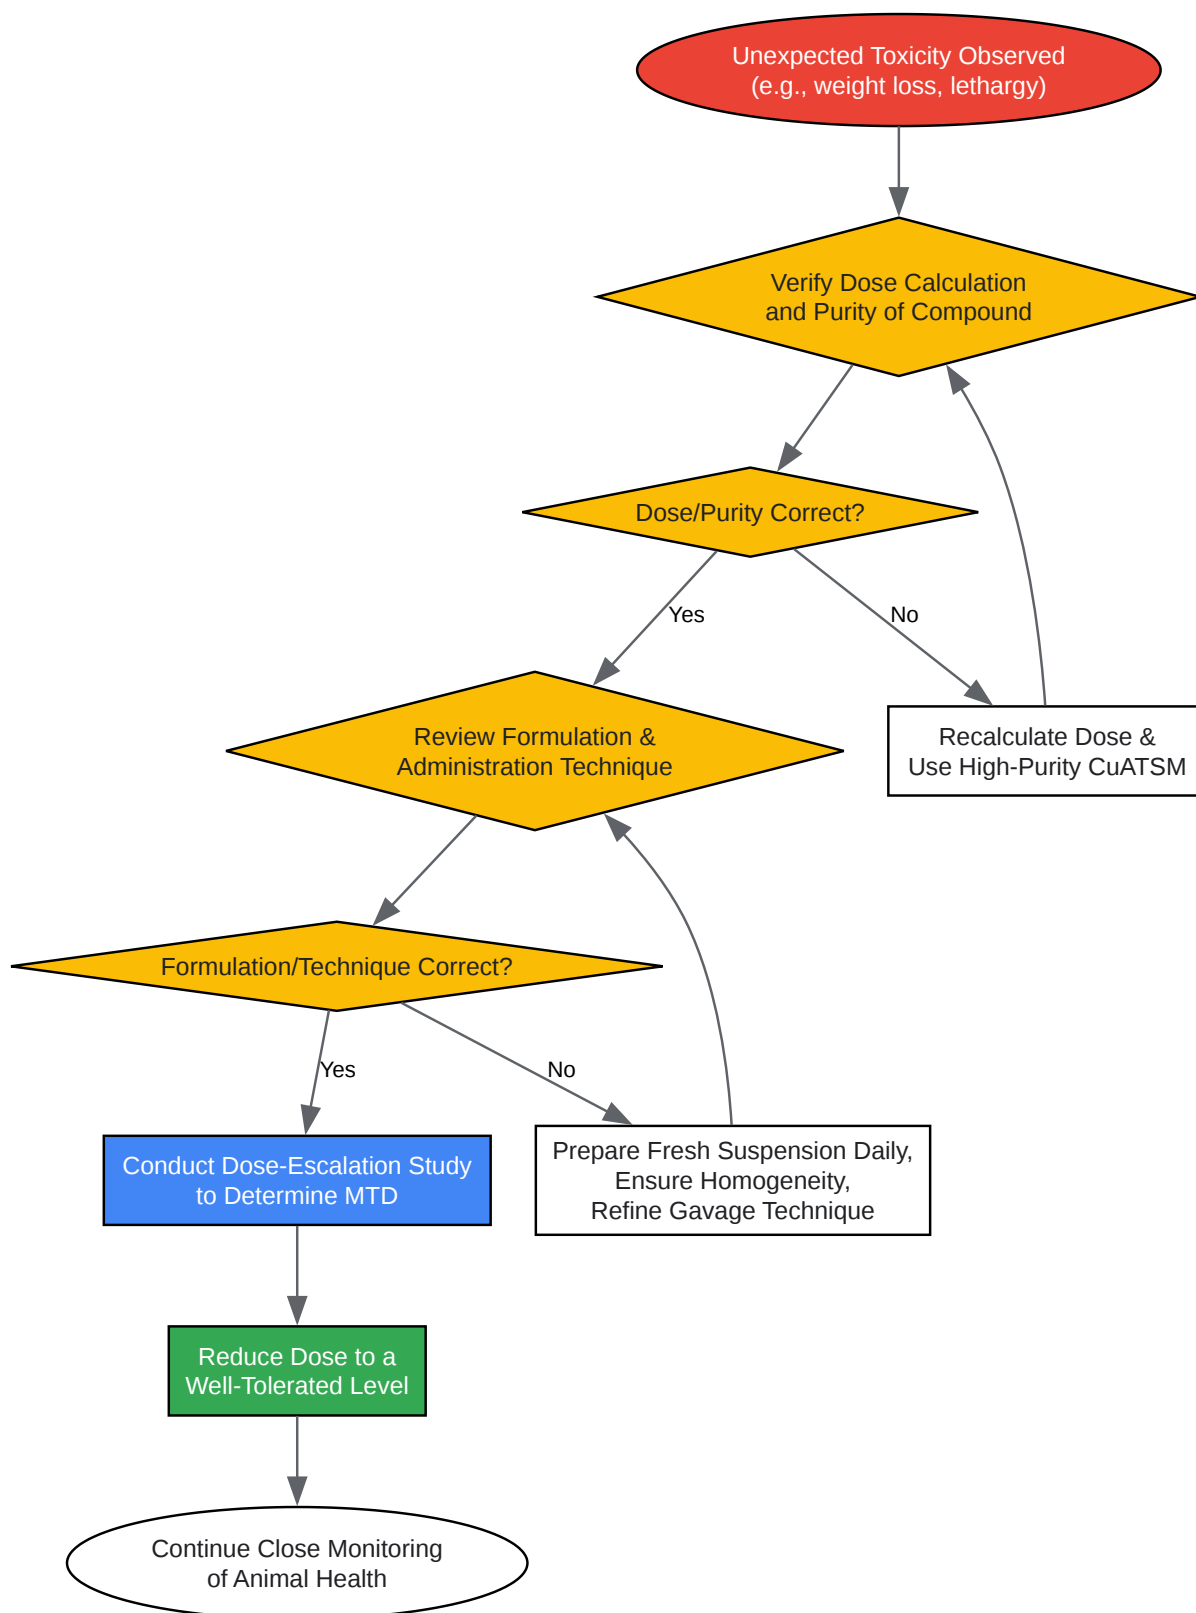 Unexpected Toxicity Observed
(e.g., weight loss, lethargy)
Verify Dose Calculation
and Purity of Compound
Dose/Purity Correct?
Yes
No
Review Formulation &
Administration Technique
Recalculate Dose &
Use High-Purity CuATSM
Formulation/Technique Correct?
Yes
No
Conduct Dose-Escalation Study
to Determine MTD
Prepare Fresh Suspension Daily,
Ensure Homogeneity,
Refine Gavage Technique
Reduce Dose to a
Well-Tolerated Level
Continue Close Monitoring
of Animal Health